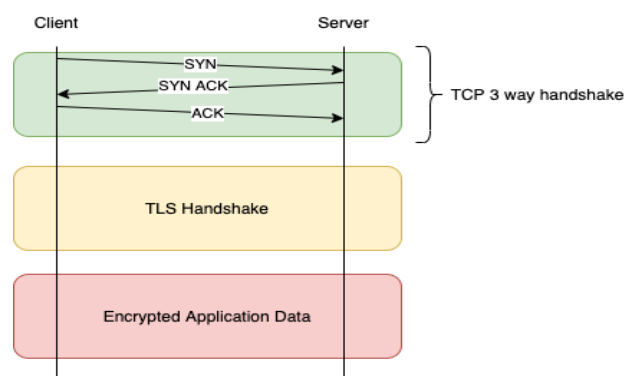 Client
Server
SYN
SYN ACK
ACK
TCP 3 way handshake
TLS Handshake
Encrypted Application Data